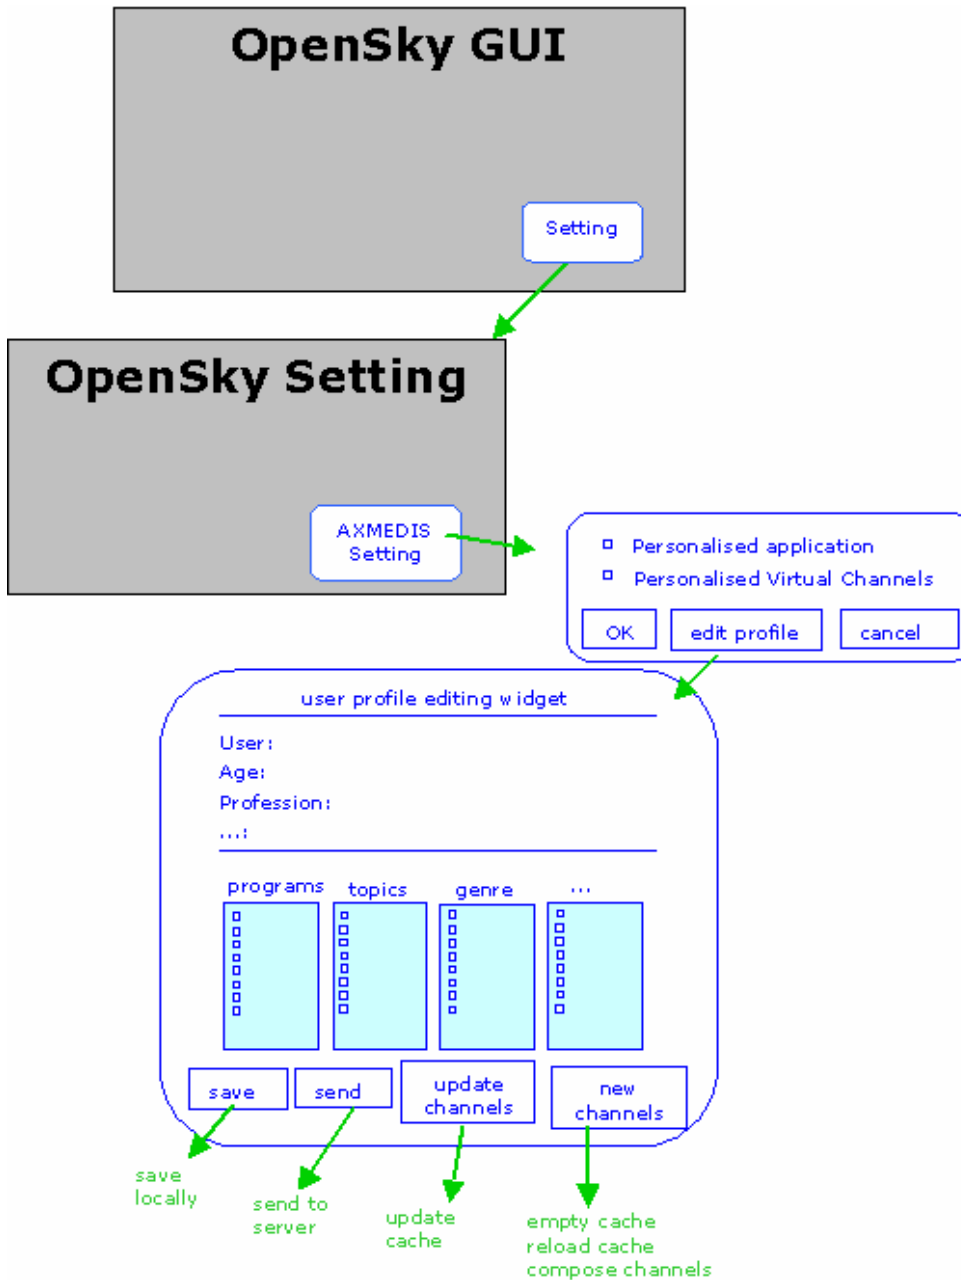 OpenSky GUI
Setting
OpenSky Setting
AXMEDIS
Setting
Personalised application
Personalised Virtual Channels
OK
edit profile
cancel
user profile editing widget
User:
Age:
Profession:
...:
programs
topics
genre
...
save
send
update
channels
new
channels
save
locally
send to
server
update
cache
empty cache
reload cache
compose channels